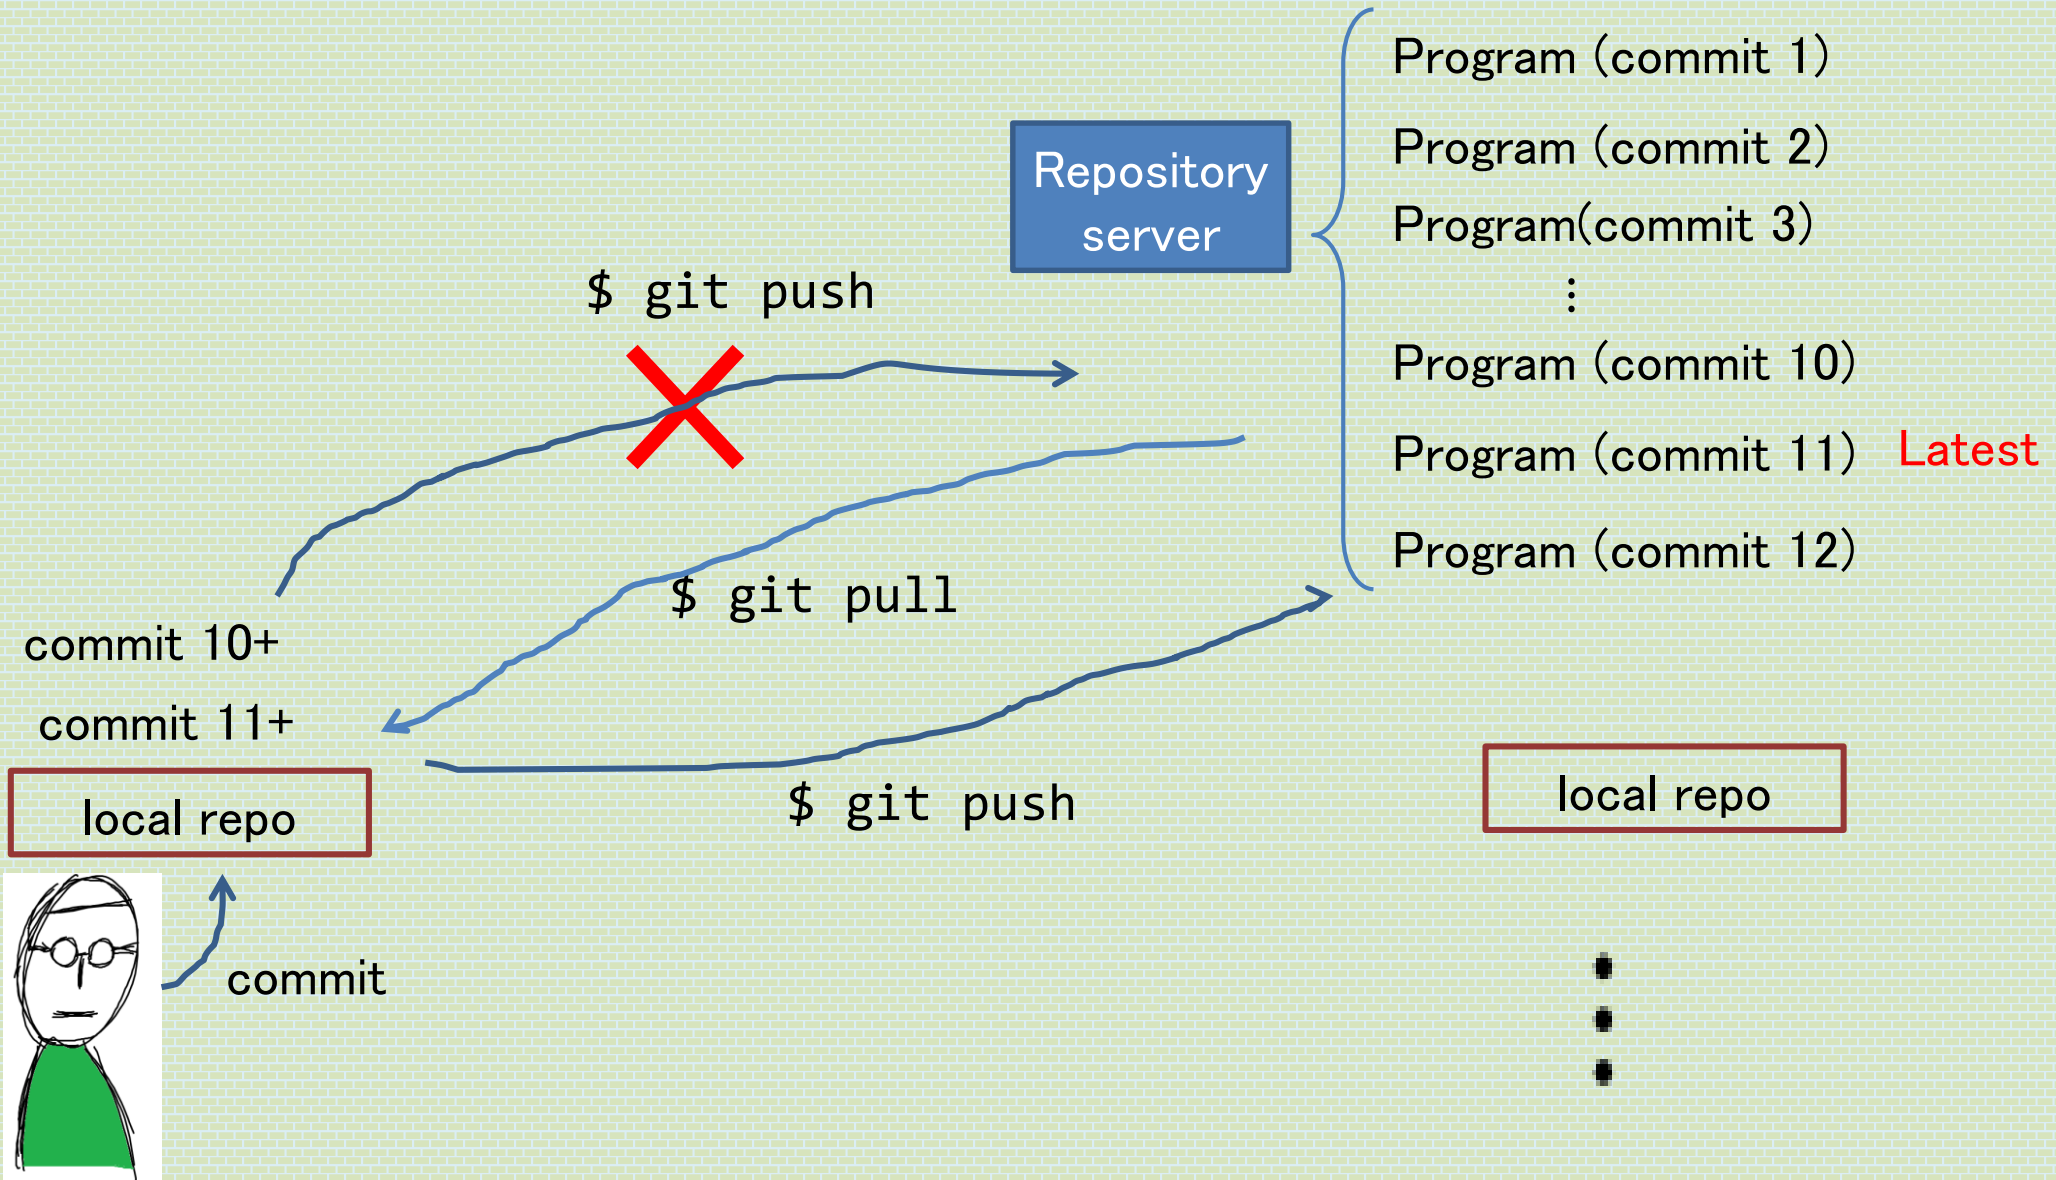 Program (commit 1)
Program (commit 2)
Repository
server
Program(commit 3)
⋮
$ git push
Program (commit 10)
Program (commit 11) Latest
Program (commit 12)
$ git pull
commit 10+
commit 11+
local repo
$ git push
local repo
commit